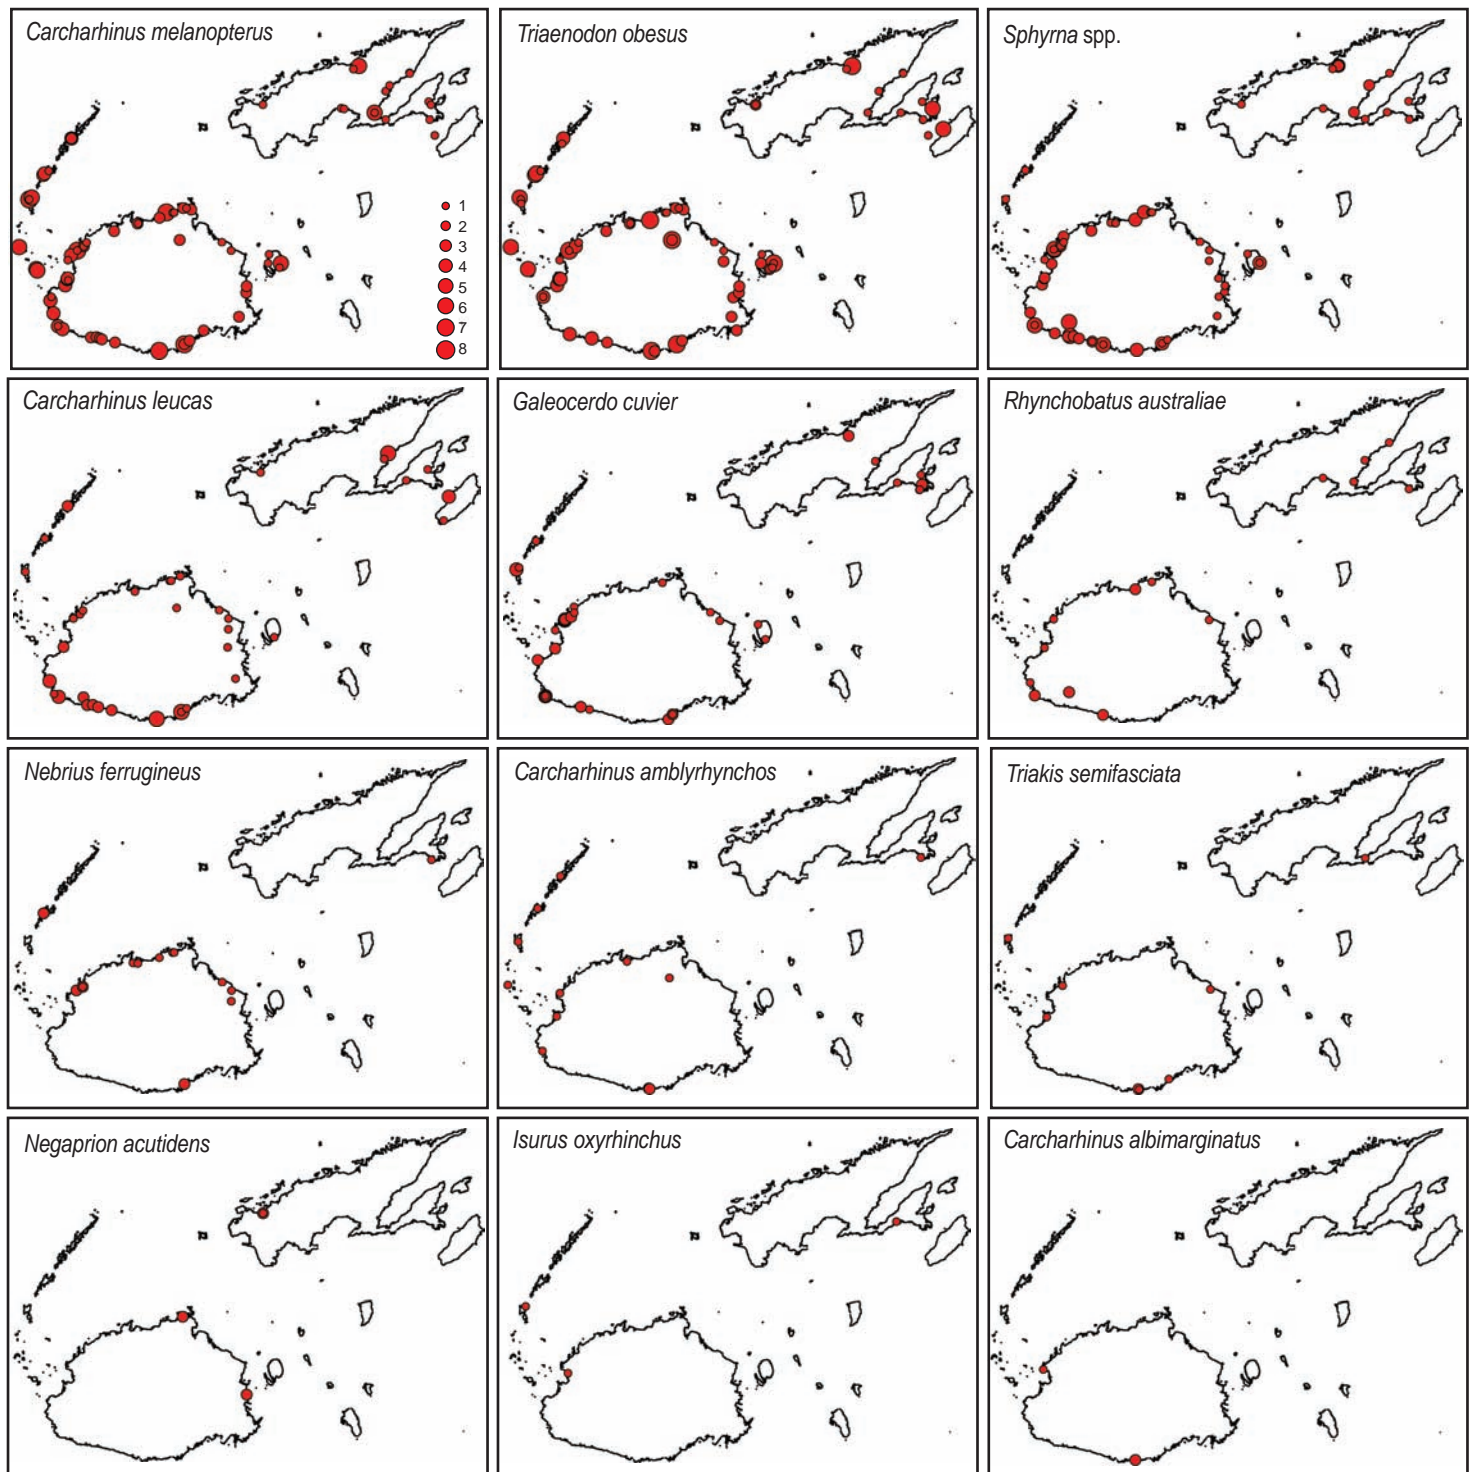 Carcharhinus melanopterus
Triaenodon obesus
Sphyrna spp.
1
2
3
4
5
6
7
8
Carcharhinus leucas
Galeocerdo cuvier
Rhynchobatus australiae
Nebrius ferrugineus
Carcharhinus amblyrhynchos
Triakis semifasciata
Negaprion acutidens
Isurus oxyrhinchus
Carcharhinus albimarginatus